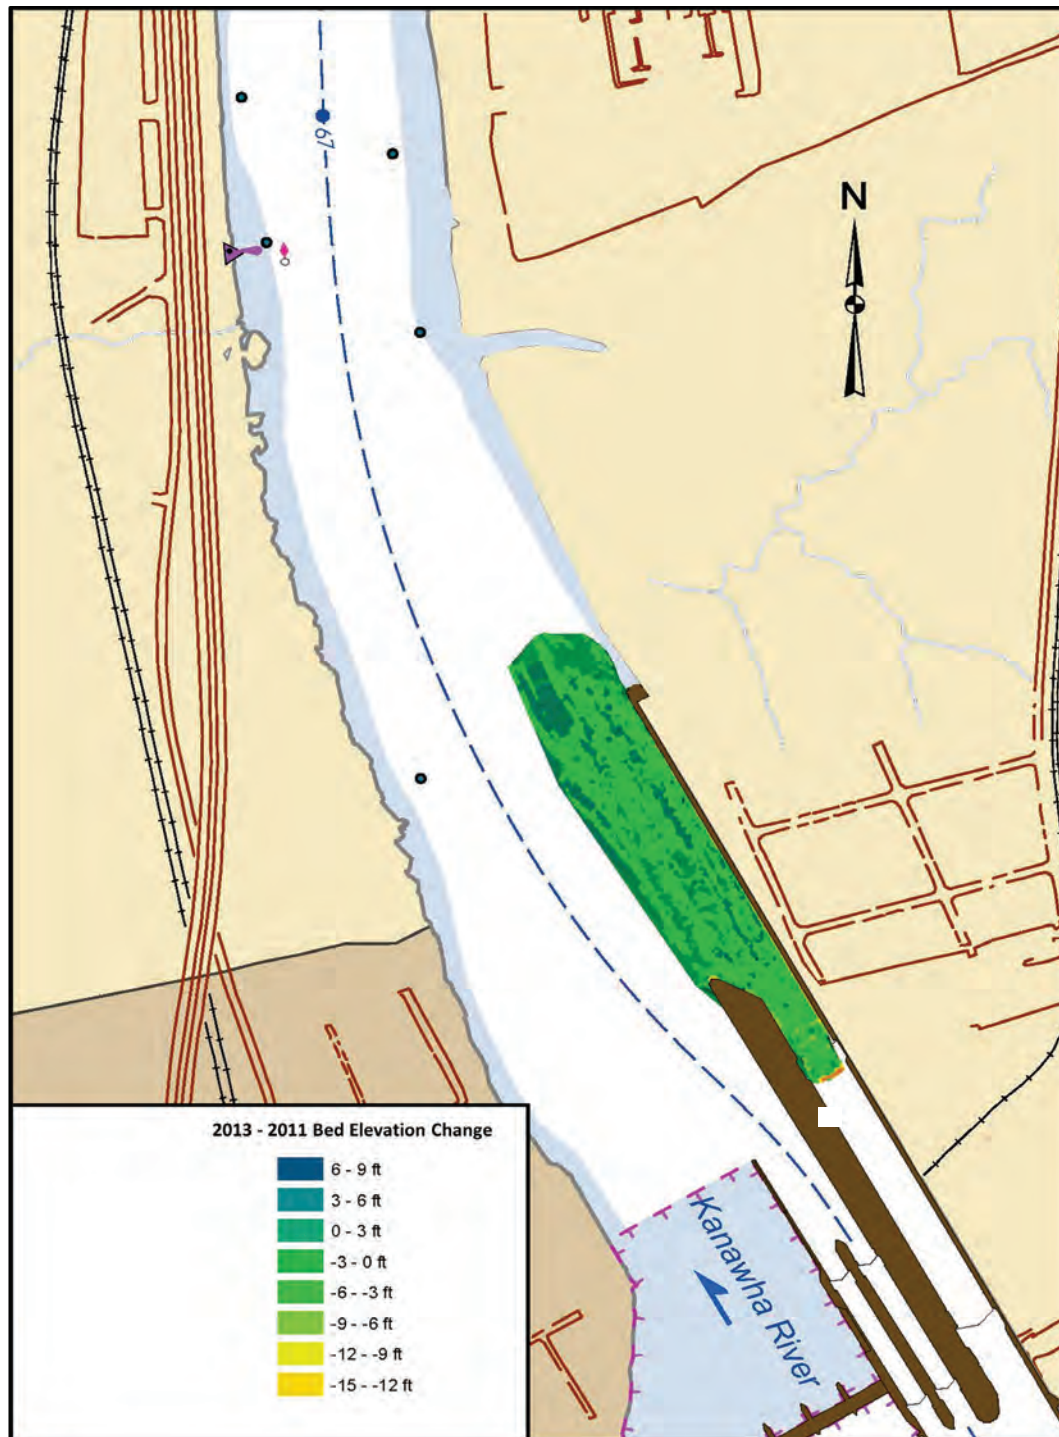 67
N
2013 - 2011 Bed Elevation Change
6 - 9 ft
3 - 6 ft
0 - 3 ft
-3 - 0 ft
-6 - -3 ft
-9 - -6 ft
-12 - -9 ft
-15 - -12 ft
Kanawha River